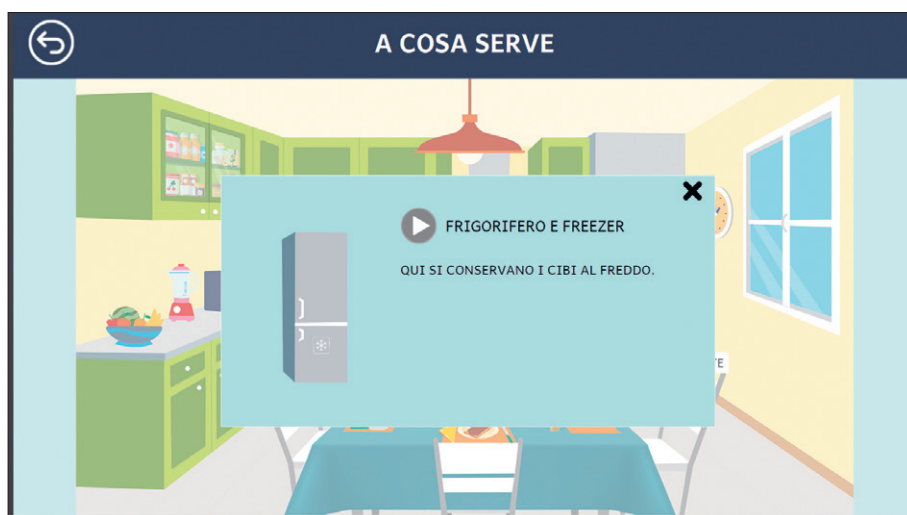 A COSA SERVE
FRIGORIFERO E FREEZER
QUI SI CONSERVANO I CIBI AL FREDDO.